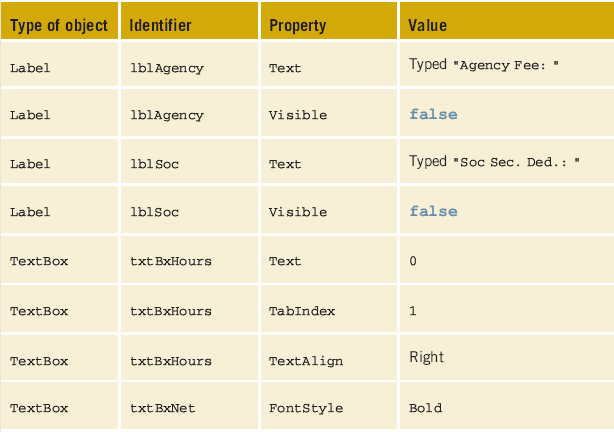 Type of object Identifier Property Value
Label lblAgency Text Typed "Agency Fee: "
Label lblAgency Visible false
Label lblSoc Text Typed "Soc Sec. Ded.: "
Label lblSoc Visible false
TextBox txtBxHours Text 0
TextBox txtBxHours TabIndex 1
TextBox txtBxHours TextAlign Right
TextBox txtBxNet FontStyle Bold